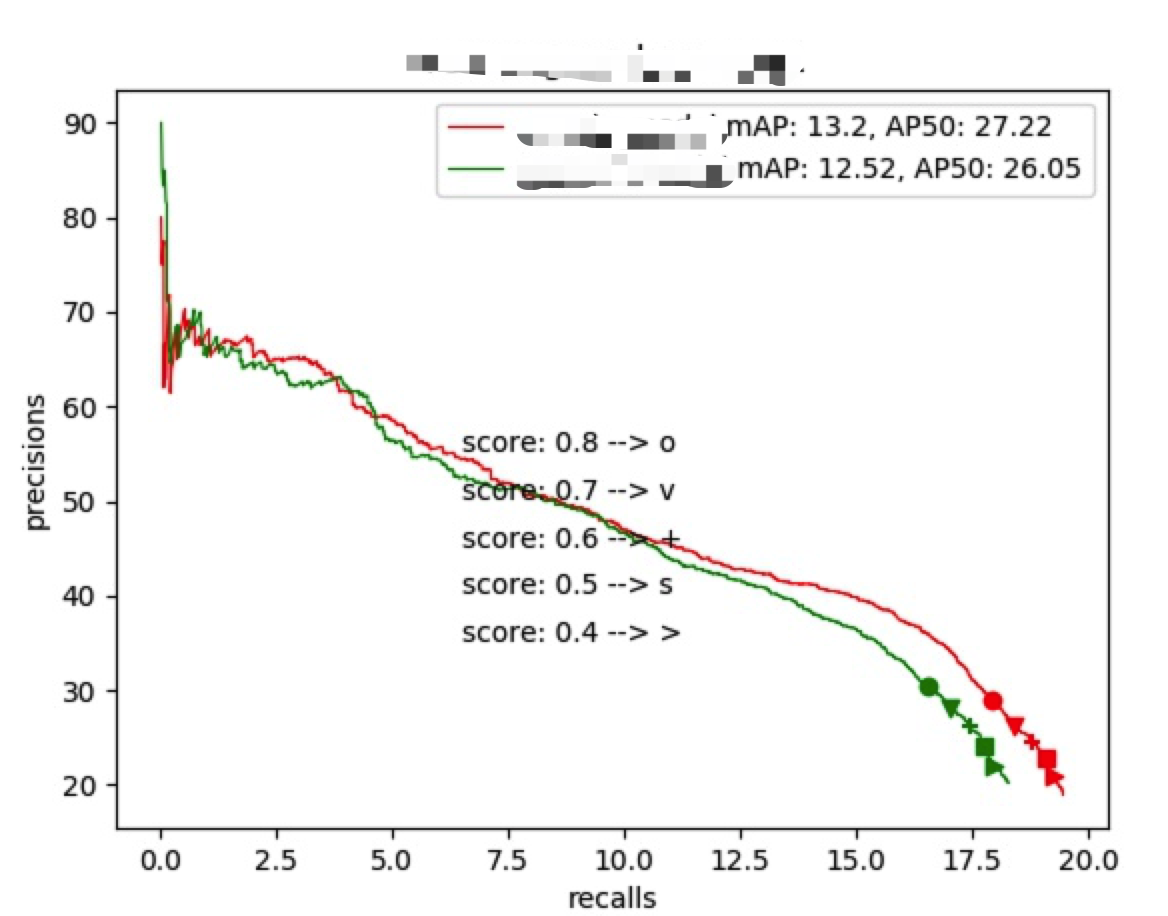 mAP: 13.2, AP50: 27.22
mAP: 12.52, AP50: 26.05
90
80
70
60
50
40
30
20
precisions
score: 0.8 --> o
score: 0.7 --> v
score: 0.6 --> +
score: 0.5 --> s
score: 0.4 --> >
0.0 2.5 5.0 7.5 10.0 12.5 15.0 17.5 20.0
recalls